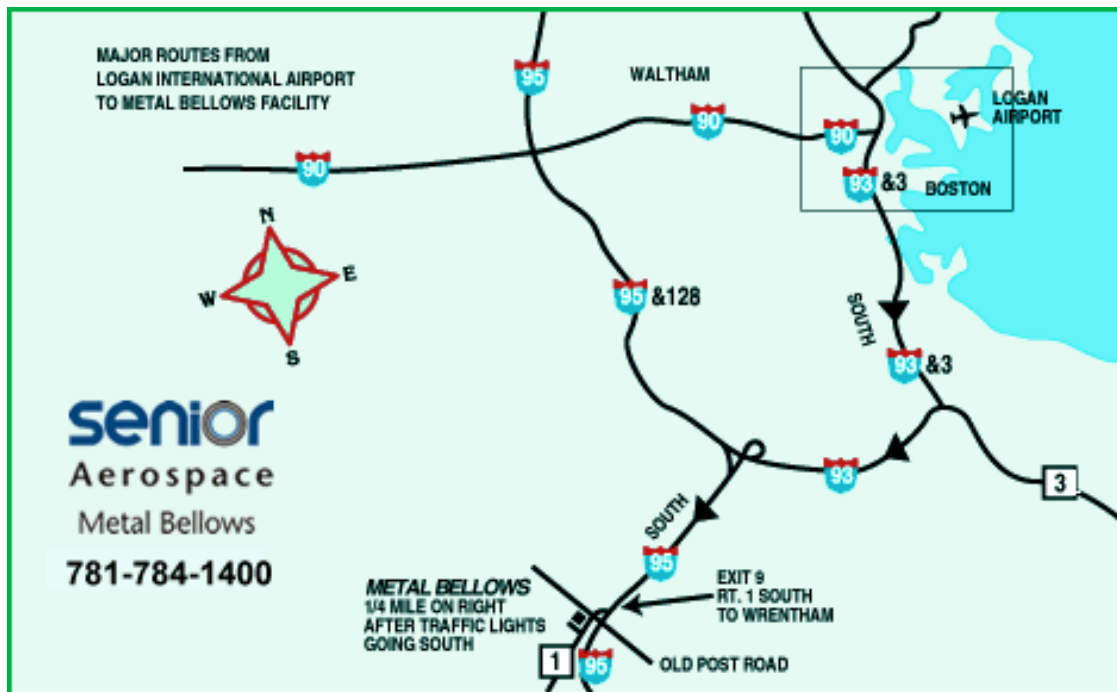 MAJOR ROUTES FROM
LOGAN INTERNATIONAL AIRPORT
TO METAL BELLOWS FACILITY
95
WALTHAM
LOGAN
AIRPORT
90
90
90
93 &3
BOSTON
N
E
W
S
95 &128
SOUTH
93 &3
senior
Aerospace
Metal Bellows
781-784-1400
93
3
SOUTH
95
METAL BELLOWS
1/4 MILE ON RIGHT
AFTER TRAFFIC LIGHTS
GOING SOUTH
EXIT 9
RT. 1 SOUTH
TO WRENTHAM
1
95
OLD POST ROAD